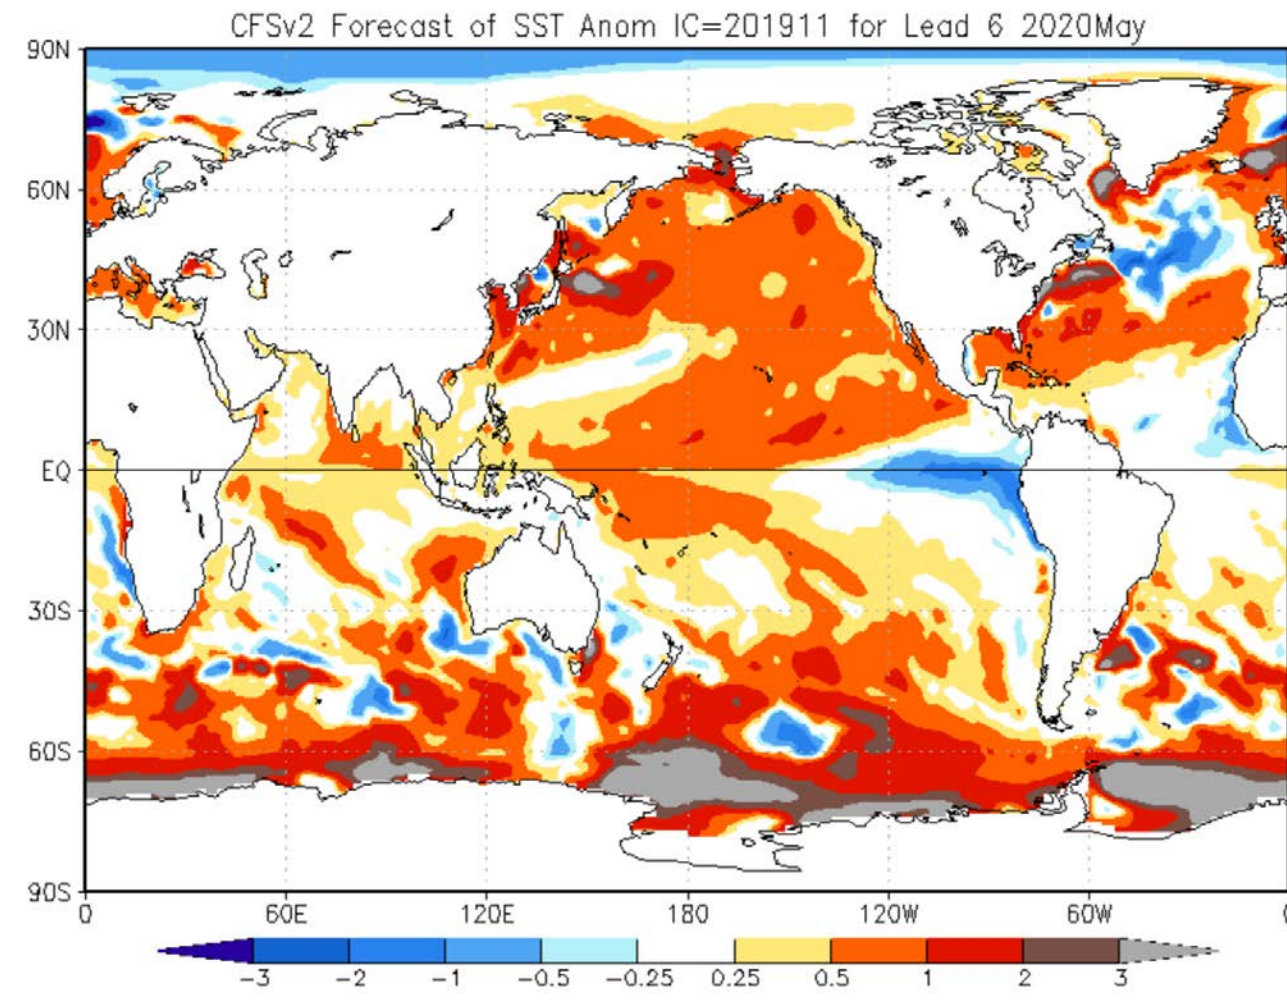 CFSv2 Forecast of SST Anom IC=201911 for Lead 6 2020May
90N
60N
30N
EQ
30S
60S
90S
0 60E 120E 180 120W 60W 0
-3 -2 -1 -0.5 -0.25 0.25 0.5 1 2 3